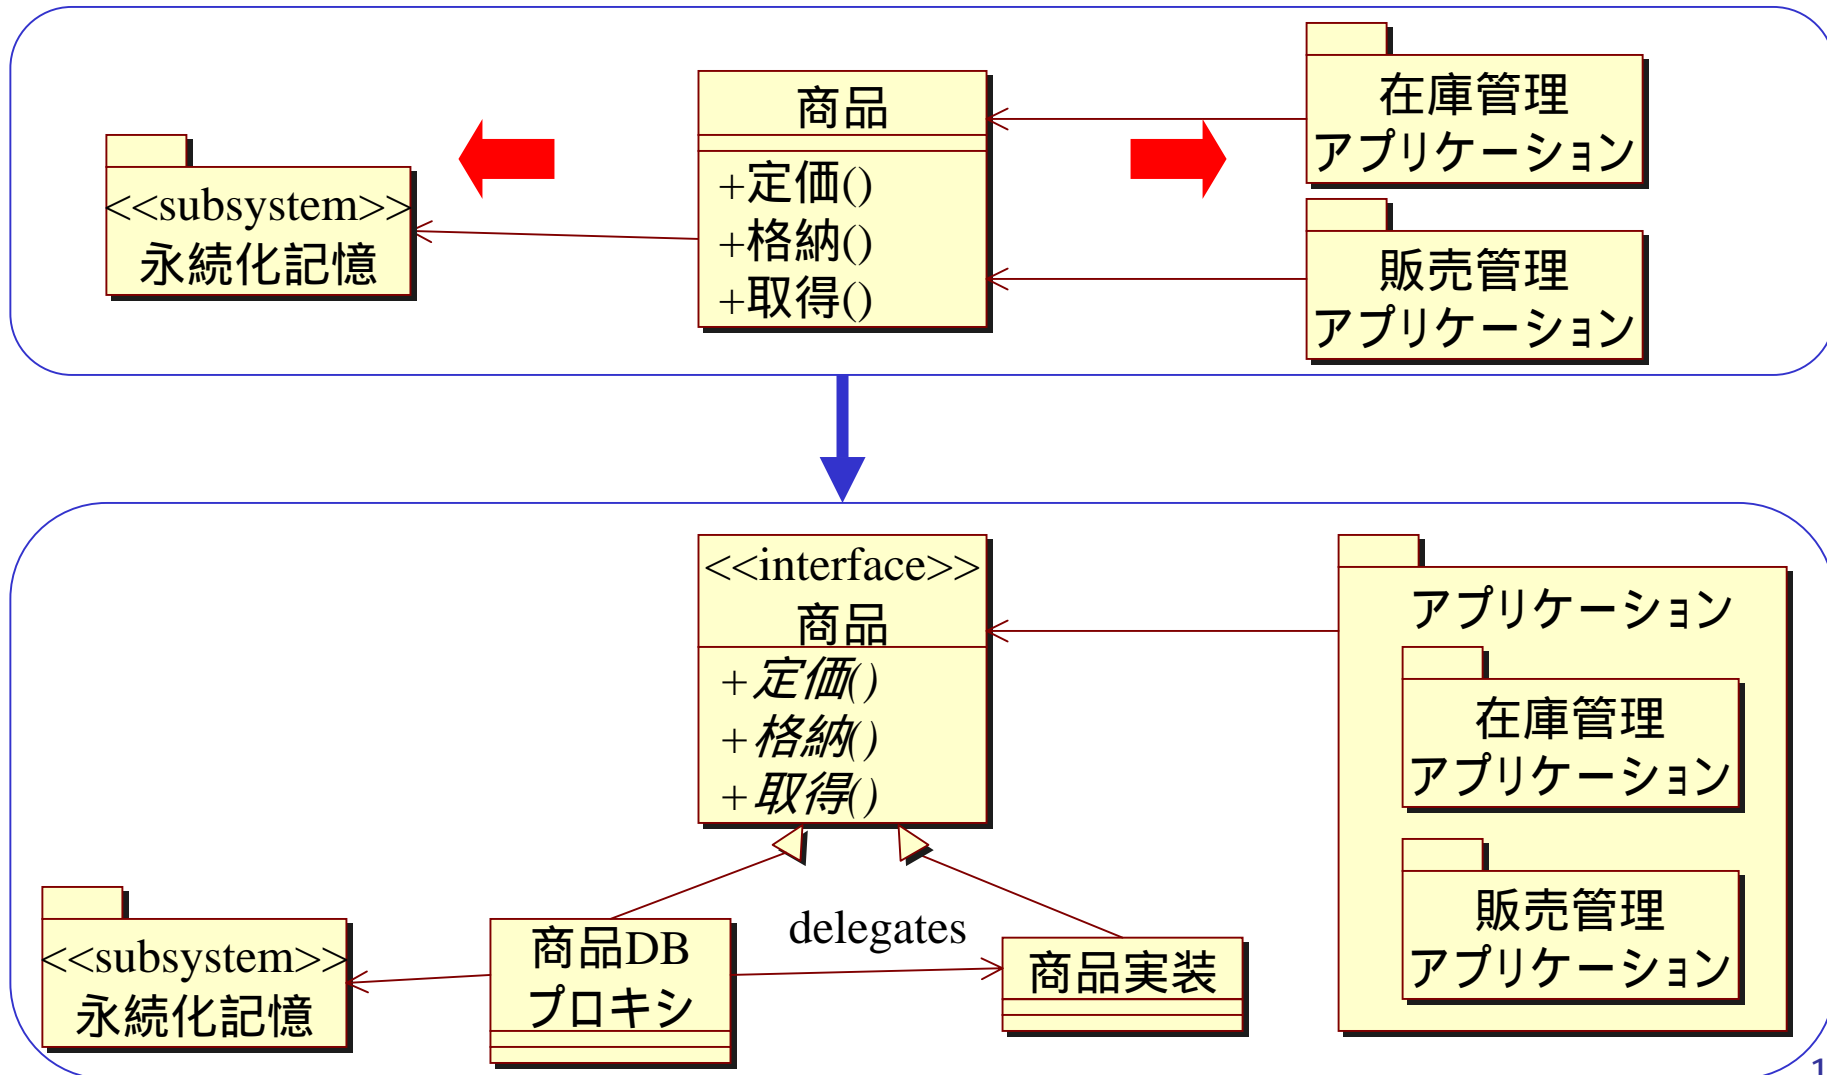 商品
+定価()
+格納()
+取得()
<<subsystem>>
永続化記憶
在庫管理
アプリケーション
販売管理
アプリケーション
<<interface>>
商品
+定価()
+格納()
+取得()
アプリケーション
在庫管理
アプリケーション
販売管理
アプリケーション
<<subsystem>>
永続化記憶
商品DB
プロキシ
delegates
商品実装